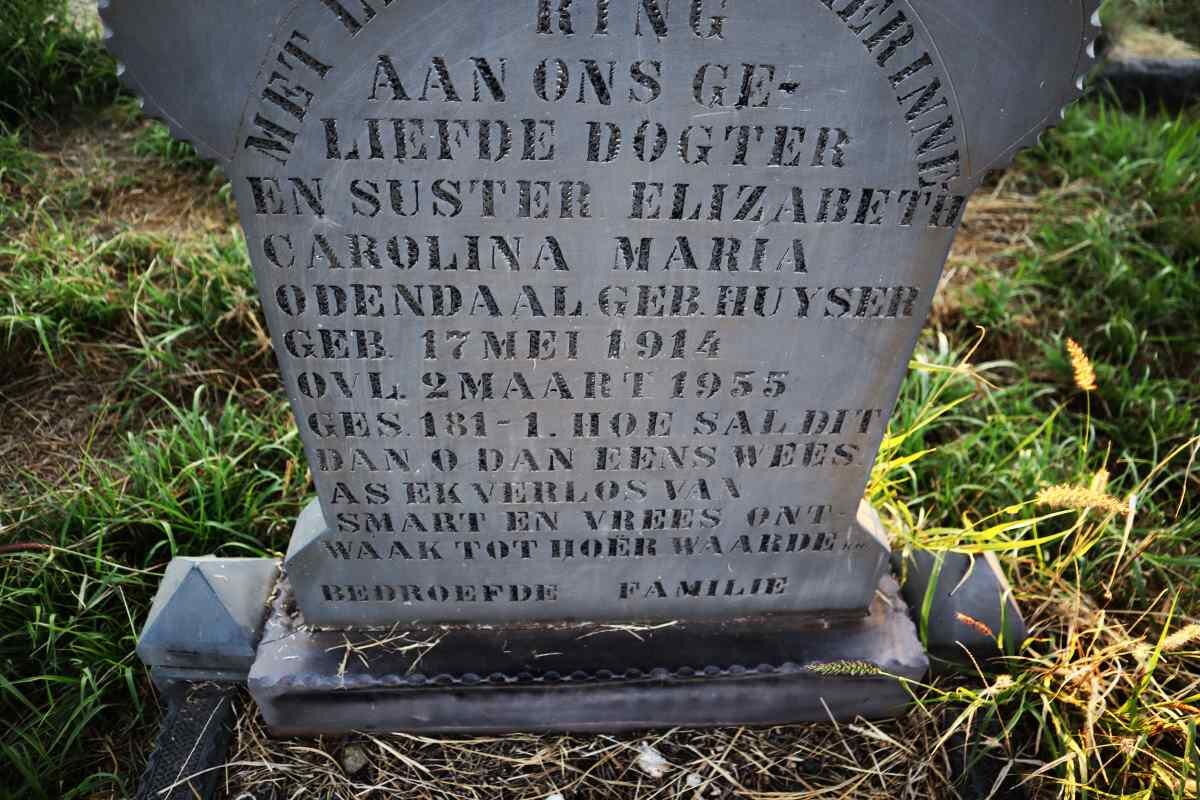 MET
ERINNE
RING
AAN ONS GE-
LIEFDE DOGTER
EN SUSTER ELIZABETH
CAROLINA MARIA
ODENDAAL GEB. HUYSER
GEB. 17 MEI 1914
OVL. 2 MAART 1955
GES. 181-1. HOE SAL DIT
DAN O DAN EENS WEES.
AS EK VERLOS VAN
SMART EN VREES ONT-
WAAK TOT HOËR WAARDE...
BEDROEFDE FAMILIE